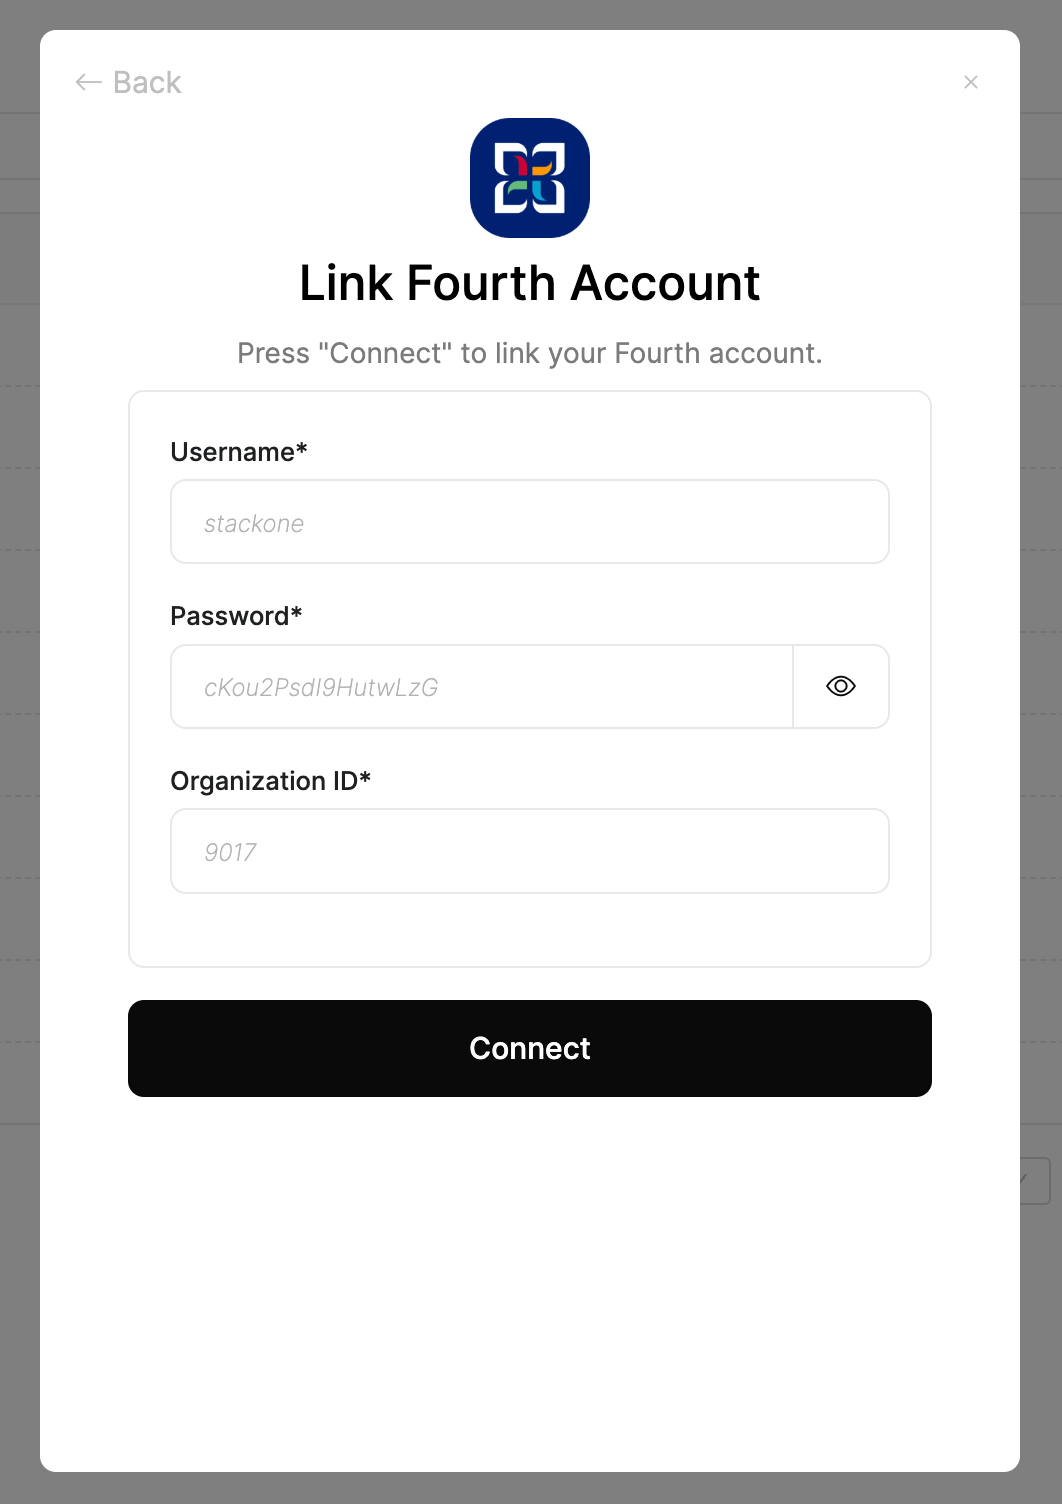 Back
Link Fourth Account
Press "Connect" to link your Fourth account.
Username*
stackone
Password*
cKou2Psdl9HutwLzG
Organization ID*
9017
Connect